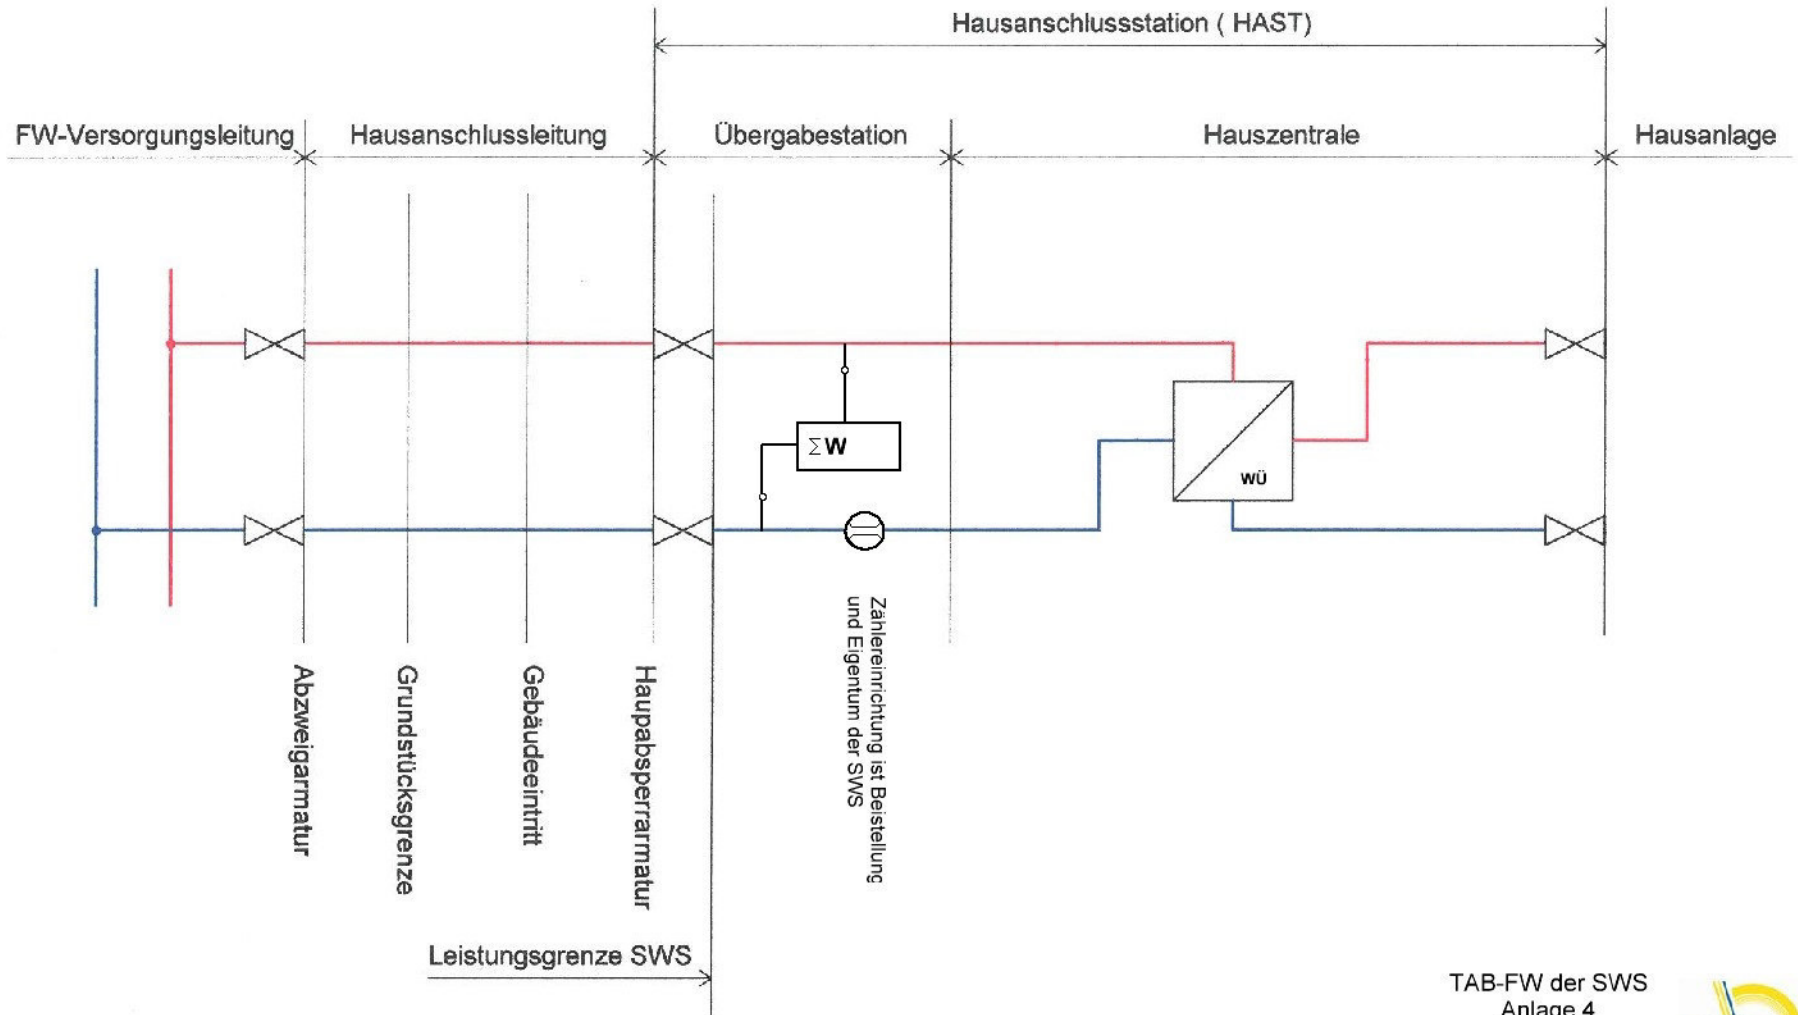 Hausanschlussstation ( HAST)
FW-Versorgungsleitung
Hausanschlussleitung
Übergabestation
Hauszentrale
Hausanlage
∑W
WÜ
Abzweigarmatur
Grundstücksgrenze
Gebäudeeintritt
Haupabsperrarmatur
Zählereinrichtung ist Beistellung
und Eigentum der SWS
Leistungsgrenze SWS
TAB-FW der SWS
Anlage 4